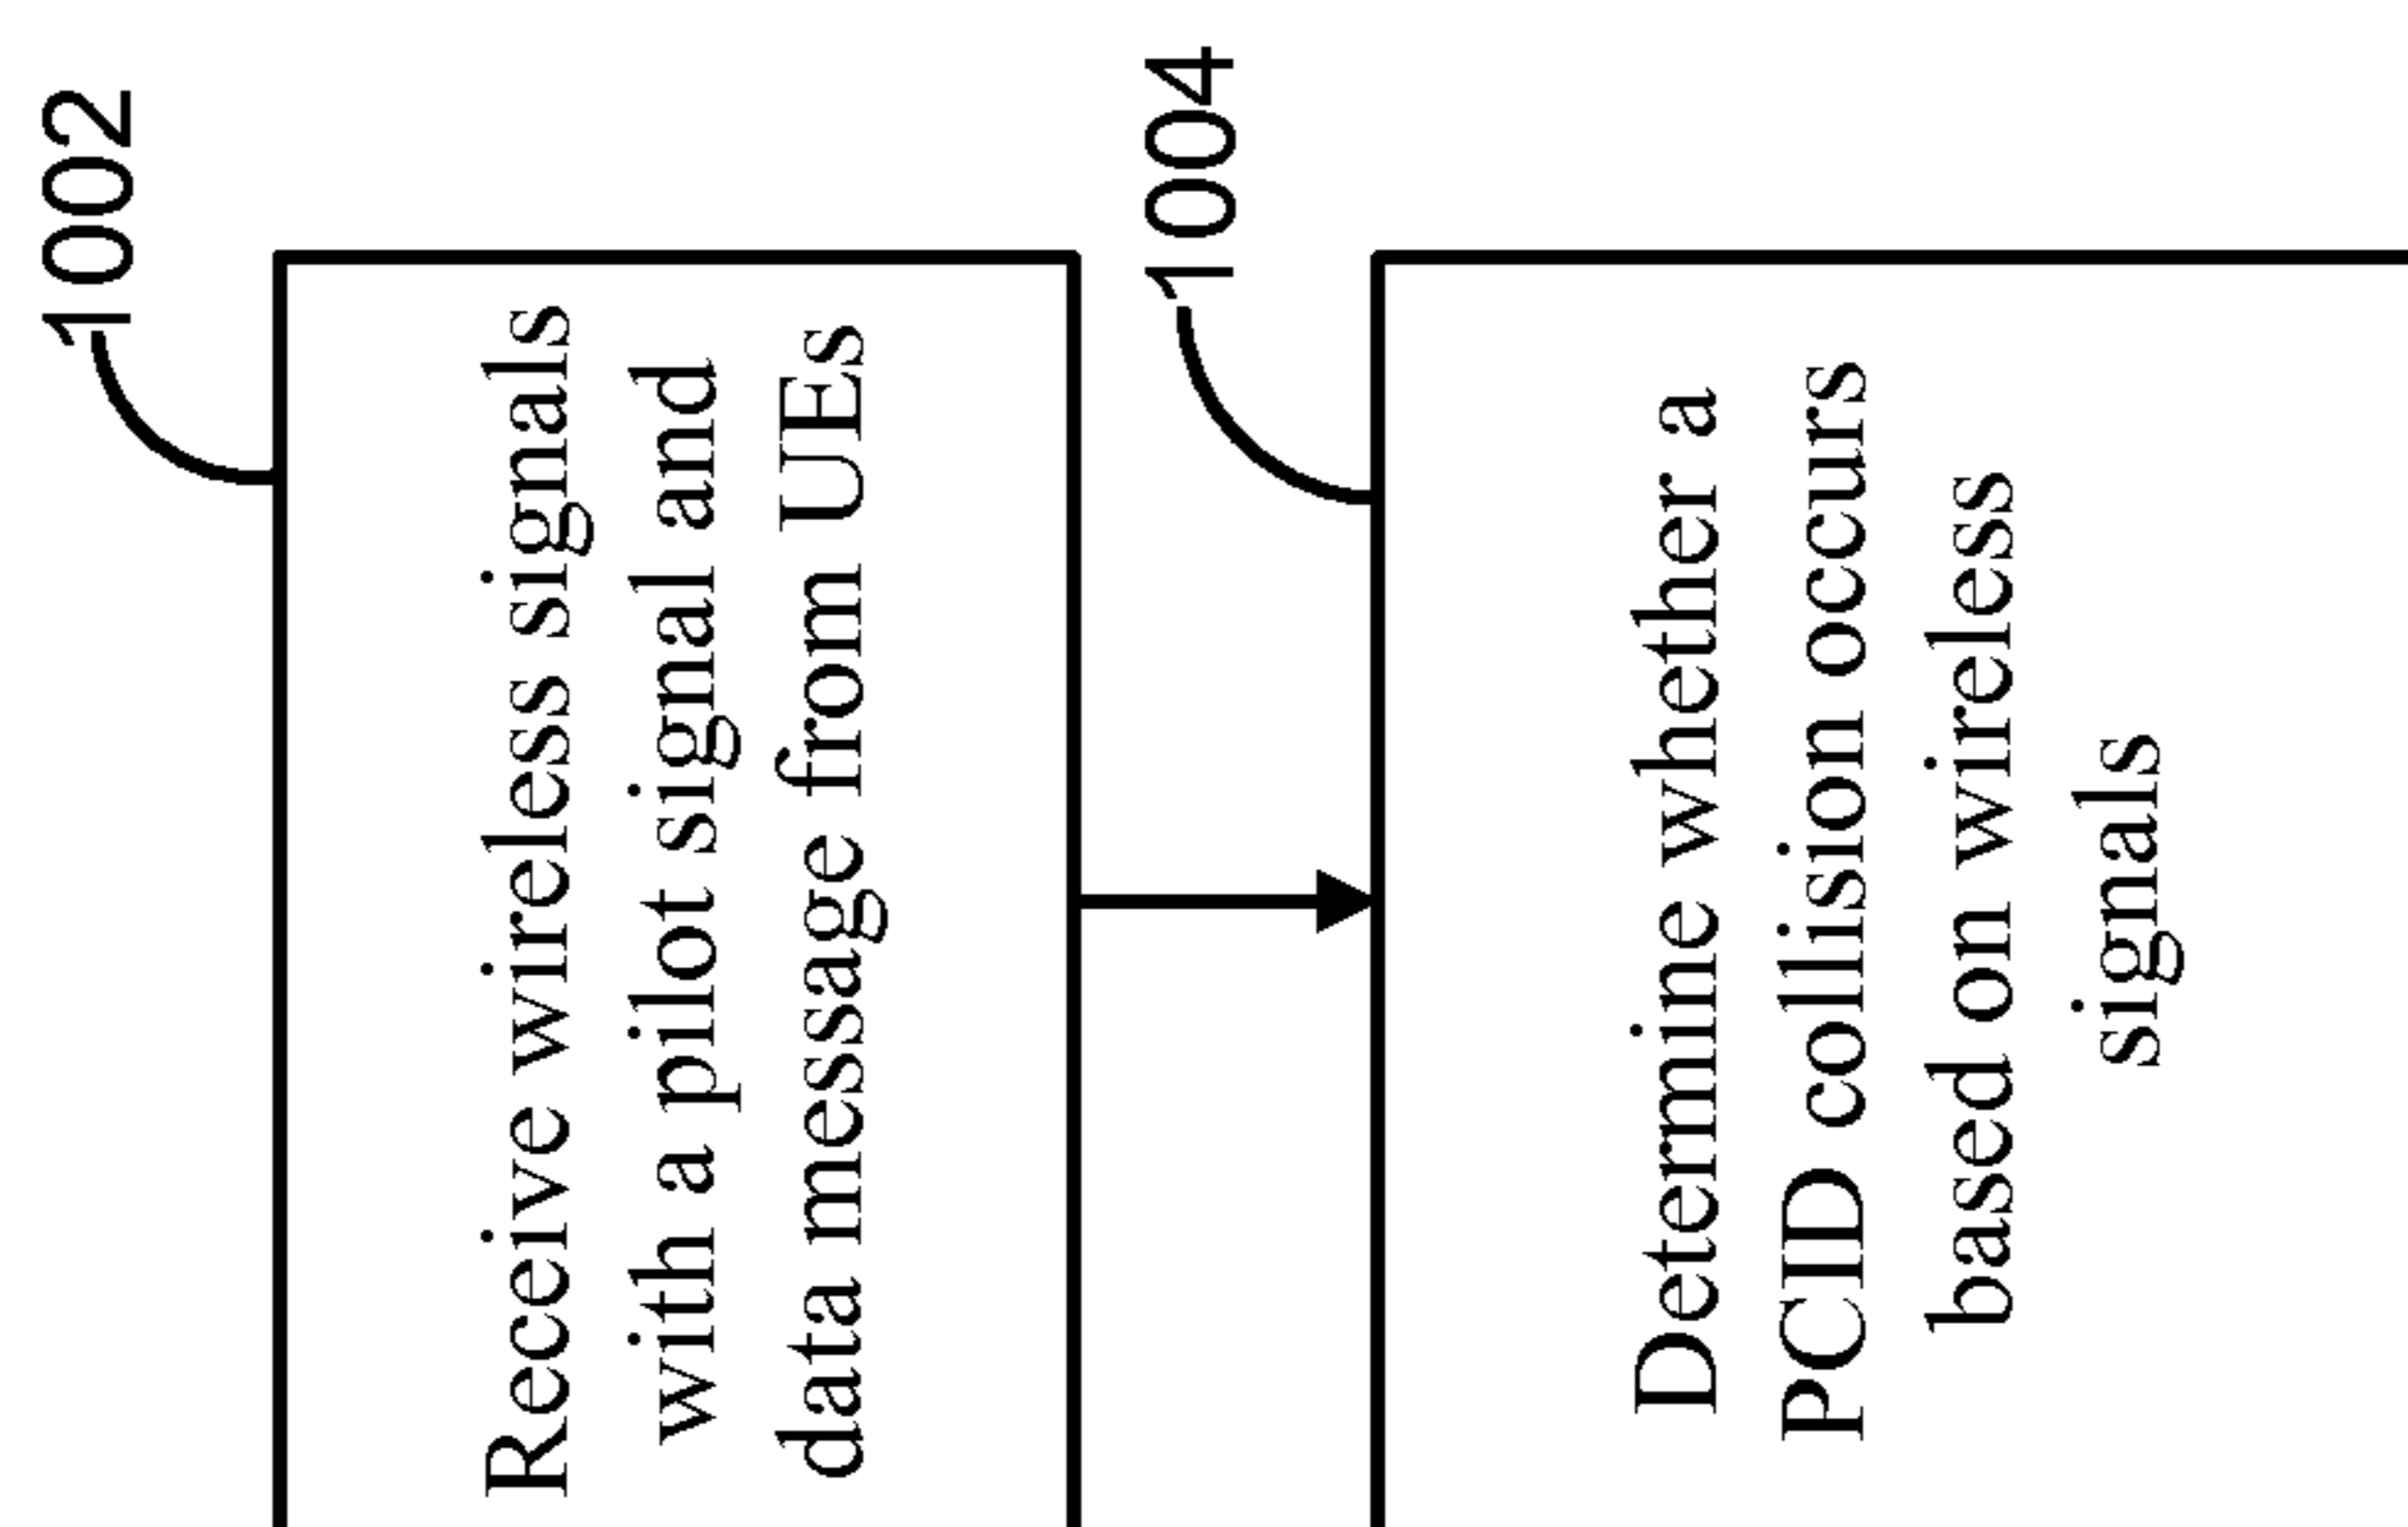 1002
Receive wireless signals
with a pilot signal and
data message from UEs
1004
Determine whether a
PCID collision occurs
based on wireless
signals